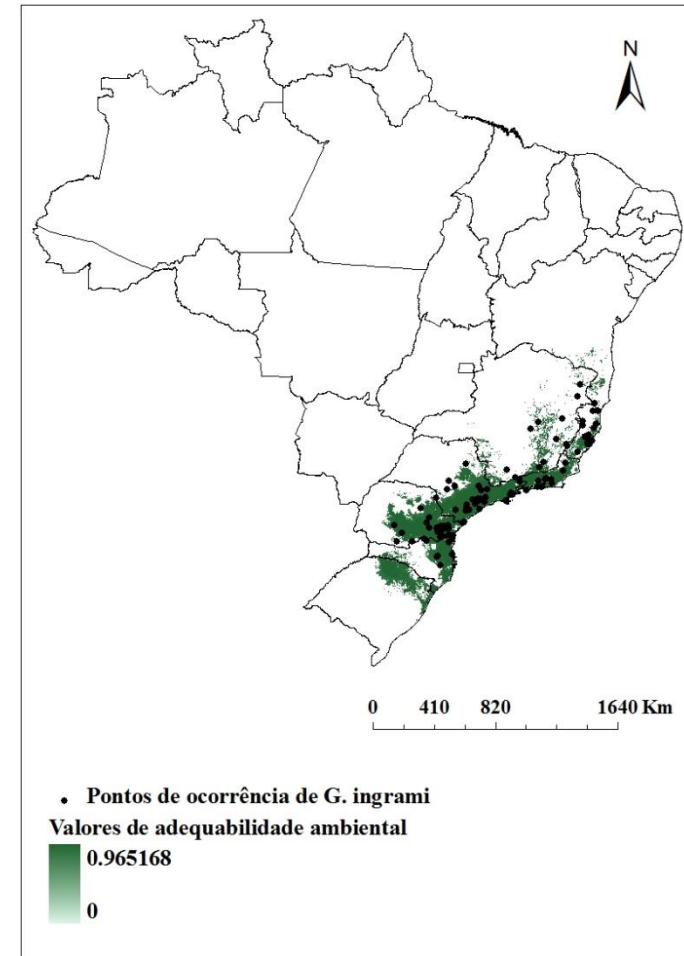 N
0 410 820 1640 Km
Pontos de ocorrência de G. ingrami
Valores de adequabilidade ambiental
0.965168
0